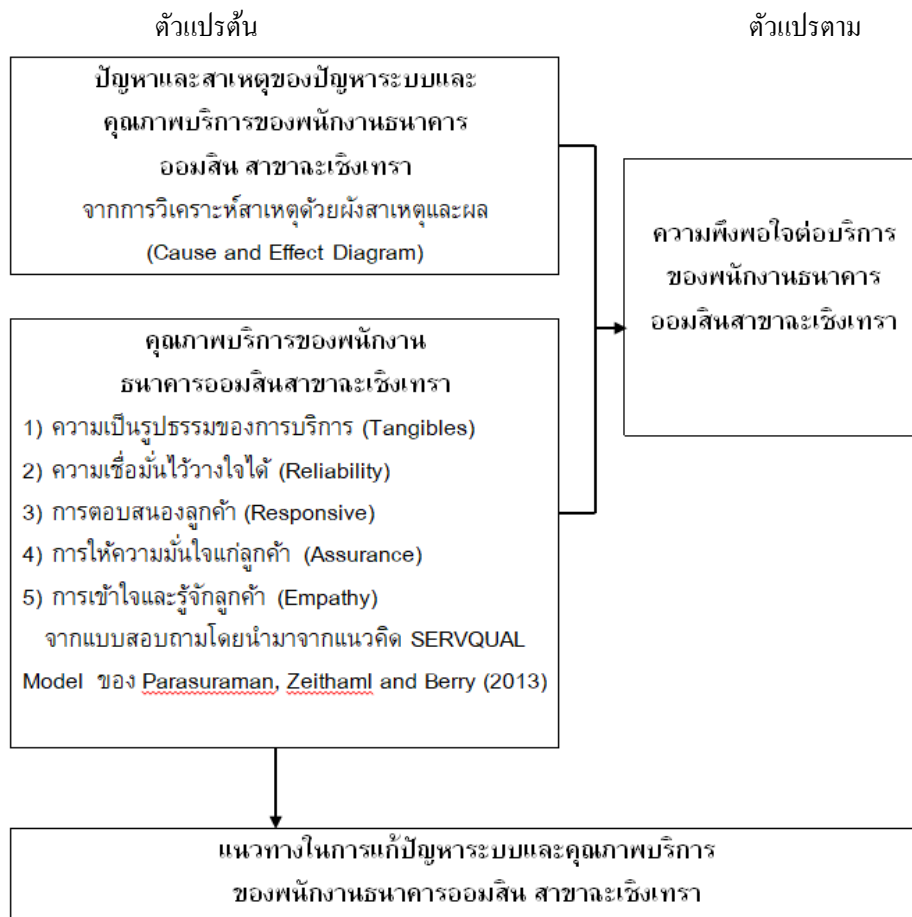 ตัวแปรต้น
ตัวแปรตาม
ปัญหาและสาเหตุของปัญหาระบบและ
คุณภาพบริการของพนักงานธนาคาร
ออมสิน สาขาฉะเชิงเทรา
จากการวิเคราะห์สาเหตุด้วยผังสาเหตุและผล
(Cause and Effect Diagram)
ความพึงพอใจต่อบริการ
ของพนักงานธนาคาร
ออมสินสาขาฉะเชิงเทรา
คุณภาพบริการของพนักงาน
ธนาคารออมสินสาขาฉะเชิงเทรา
1) ความเป็นรูปธรรมของการบริการ (Tangibles)
2) ความเชื่อมั่นไว้วางใจได้ (Reliability)
3) การตอบสนองลูกค้า (Responsive)
4) การให้ความมั่นใจแก่ลูกค้า (Assurance)
5) การเข้าใจและรู้จักลูกค้า (Empathy)
จากแบบสอบถามโดยนำมาจากแนวคิด SERVQUAL
Model ของ Parasuraman, Zeithaml and Berry (2013)
แนวทางในการแก้ปัญหาระบบและคุณภาพบริการ
ของพนักงานธนาคารออมสิน สาขาฉะเชิงเทรา